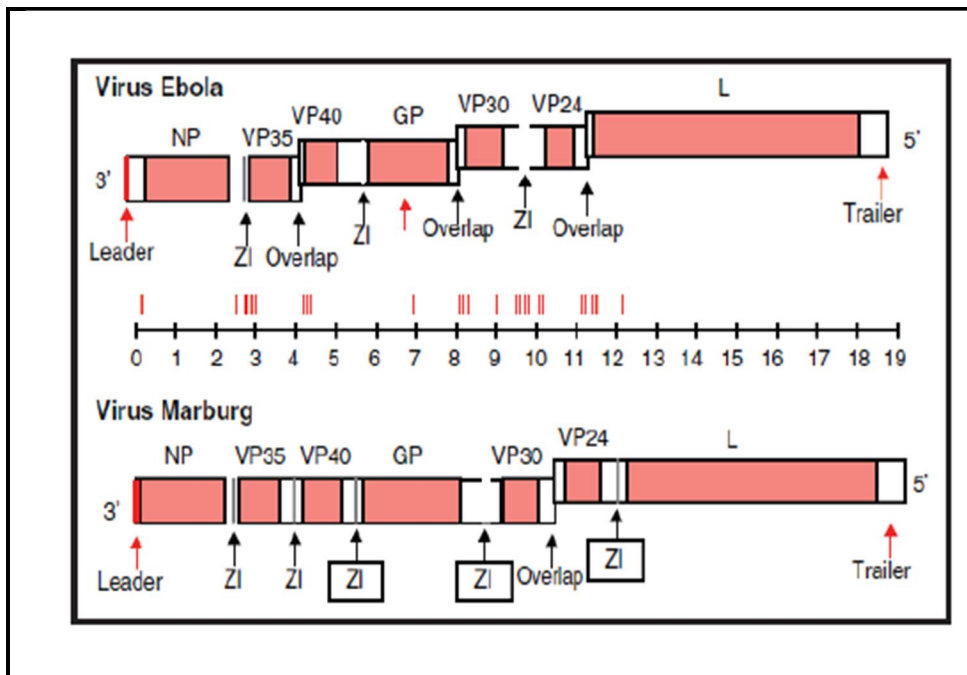 Virus Ebola
L
VP40 GP VP30 VP24
NP VP35
3' 5'
Leader ZI Overlap ZI Overlap ZI Overlap Trailer
0 1 2 3 4 5 6 7 8 9 10 11 12 13 14 15 16 17 18 19
Virus Marburg
VP24 L
NP VP35 VP40 GP VP30
3' 5'
Leader ZI ZI ZI ZI Overlap ZI Trailer